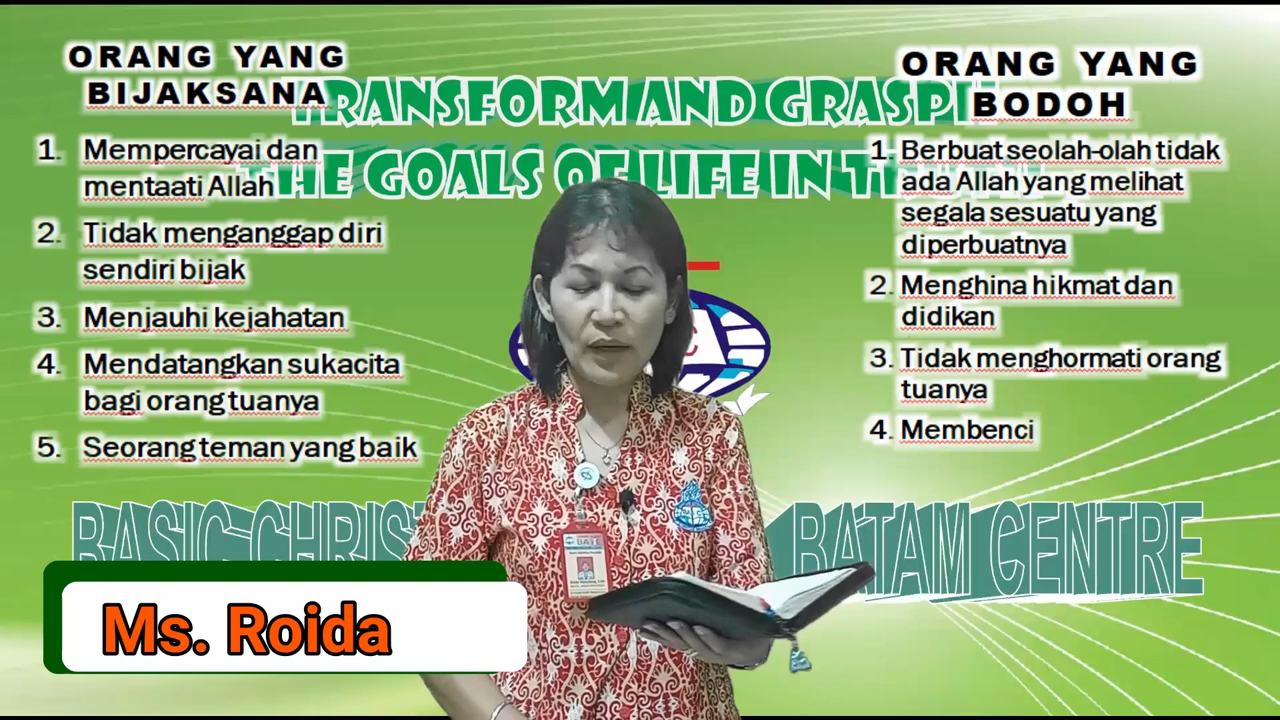 ORANG YANG
BIJAKSANA
1. Mempercayai dan
mentaati Allah
2. Tidak menganggap diri
sendiri bijak
3. Menjauhi kejahatan
4. Mendatangkan sukacita
bagi orang tuanya
5. Seorang teman yang baik
TRANSFORM AND
THE GOALS OF LIFE IN
ORANG YANG
BODOH
1. Berbuat seolah-olah tidak
ada Allah yang melihat
segala sesuatu yang
diperbuatnya
2. Menghina hikmat dan
didikan
3. Tidak menghormati orang
tuanya
4. Membenci
BASIC
BATAM CENTRE
Ms. Roida